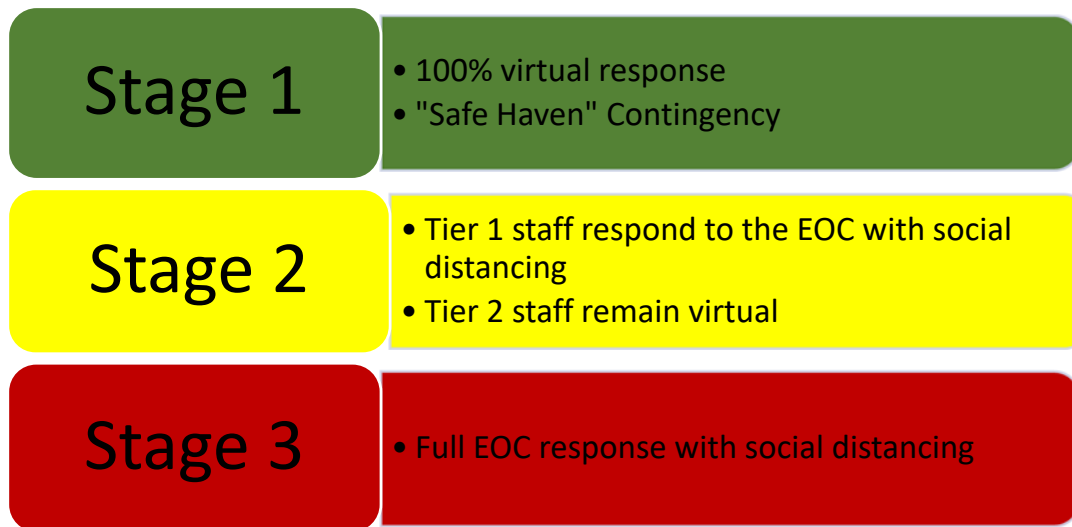 Stage 1
• 100% virtual response
• "Safe Haven" Contingency
Stage 2
• Tier 1 staff respond to the EOC with social
distancing
• Tier 2 staff remain virtual
Stage 3
• Full EOC response with social distancing